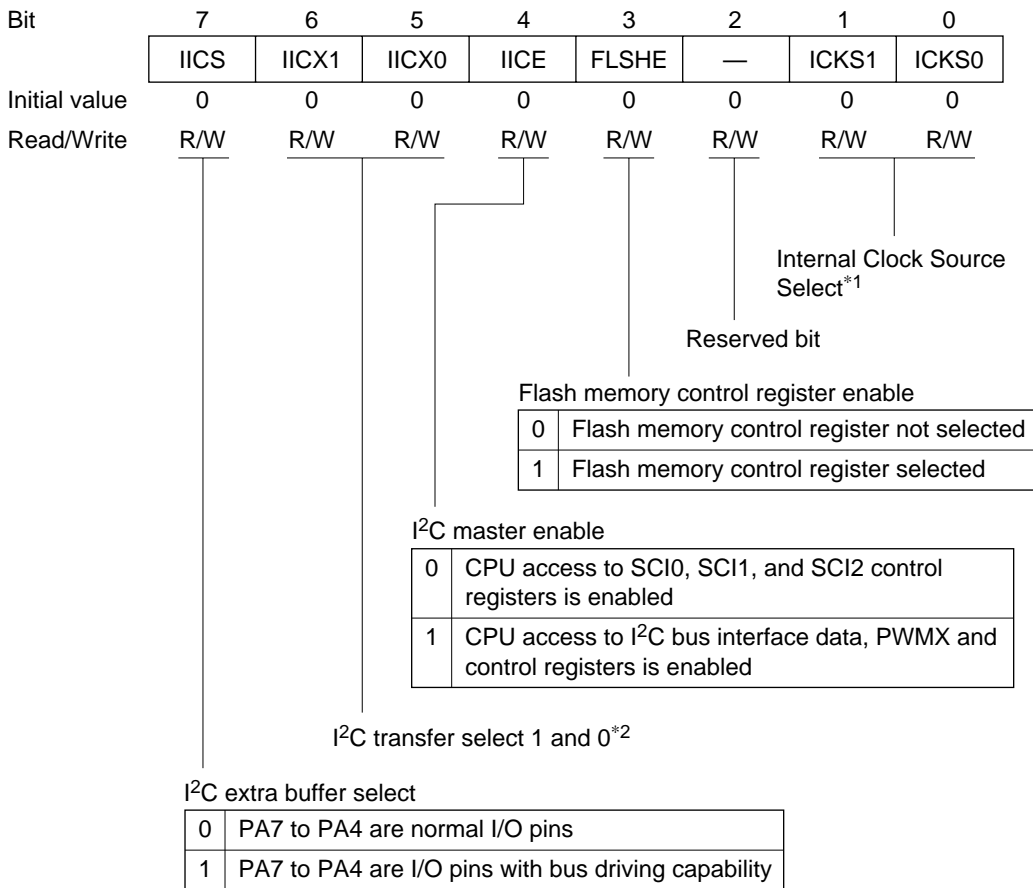 Bit 7 6 5 4 3 2 1 0
IICS IICX1 IICX0 IICE FLSHE — ICKS1 ICKS0
Initial value 0 0 0 0 0 0 0 0
Read/Write R/W R/W R/W R/W R/W R/W R/W R/W
Internal Clock Source
Select*1
Reserved bit
Flash memory control register enable
0 Flash memory control register not selected
1 Flash memory control register selected
I2C master enable
0 CPU access to SCI0, SCI1, and SCI2 control
registers is enabled
1 CPU access to I2C bus interface data, PWMX and
control registers is enabled
I2C transfer select 1 and 0*2
I2C extra buffer select
0 PA7 to PA4 are normal I/O pins
1 PA7 to PA4 are I/O pins with bus driving capability